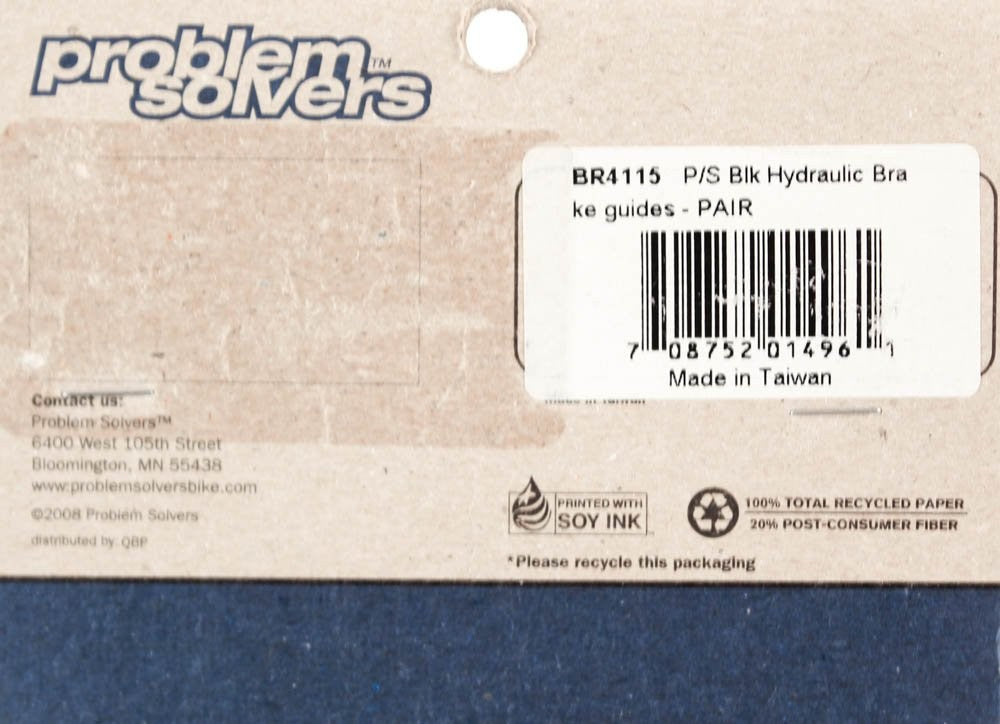 problem™
solvers
BR4115 P/S Blk Hydraulic Bra
ke guides - PAIR
7 08752 01496 1
Made in Taiwan
Contact us:
Problem Solvers™
6400 West 105th Street
Bloomington, MN 55438
www.problemsolversbike.com
©2008 Problem Solvers
distributed by: QBP
PRINTED WITH
SOY INK
100% TOTAL RECYCLED PAPER
20% POST-CONSUMER FIBER
*Please recycle this packaging